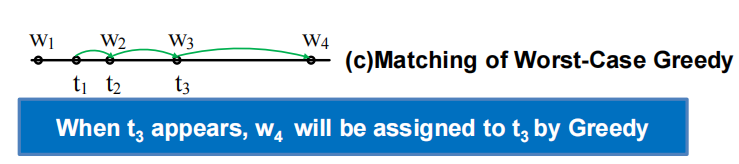 w₁ w₂ w₃ w₄
(c)Matching of Worst-Case Greedy
t₁ t₂ t₃
When t₃ appears, w₄ will be assigned to t₃ by Greedy